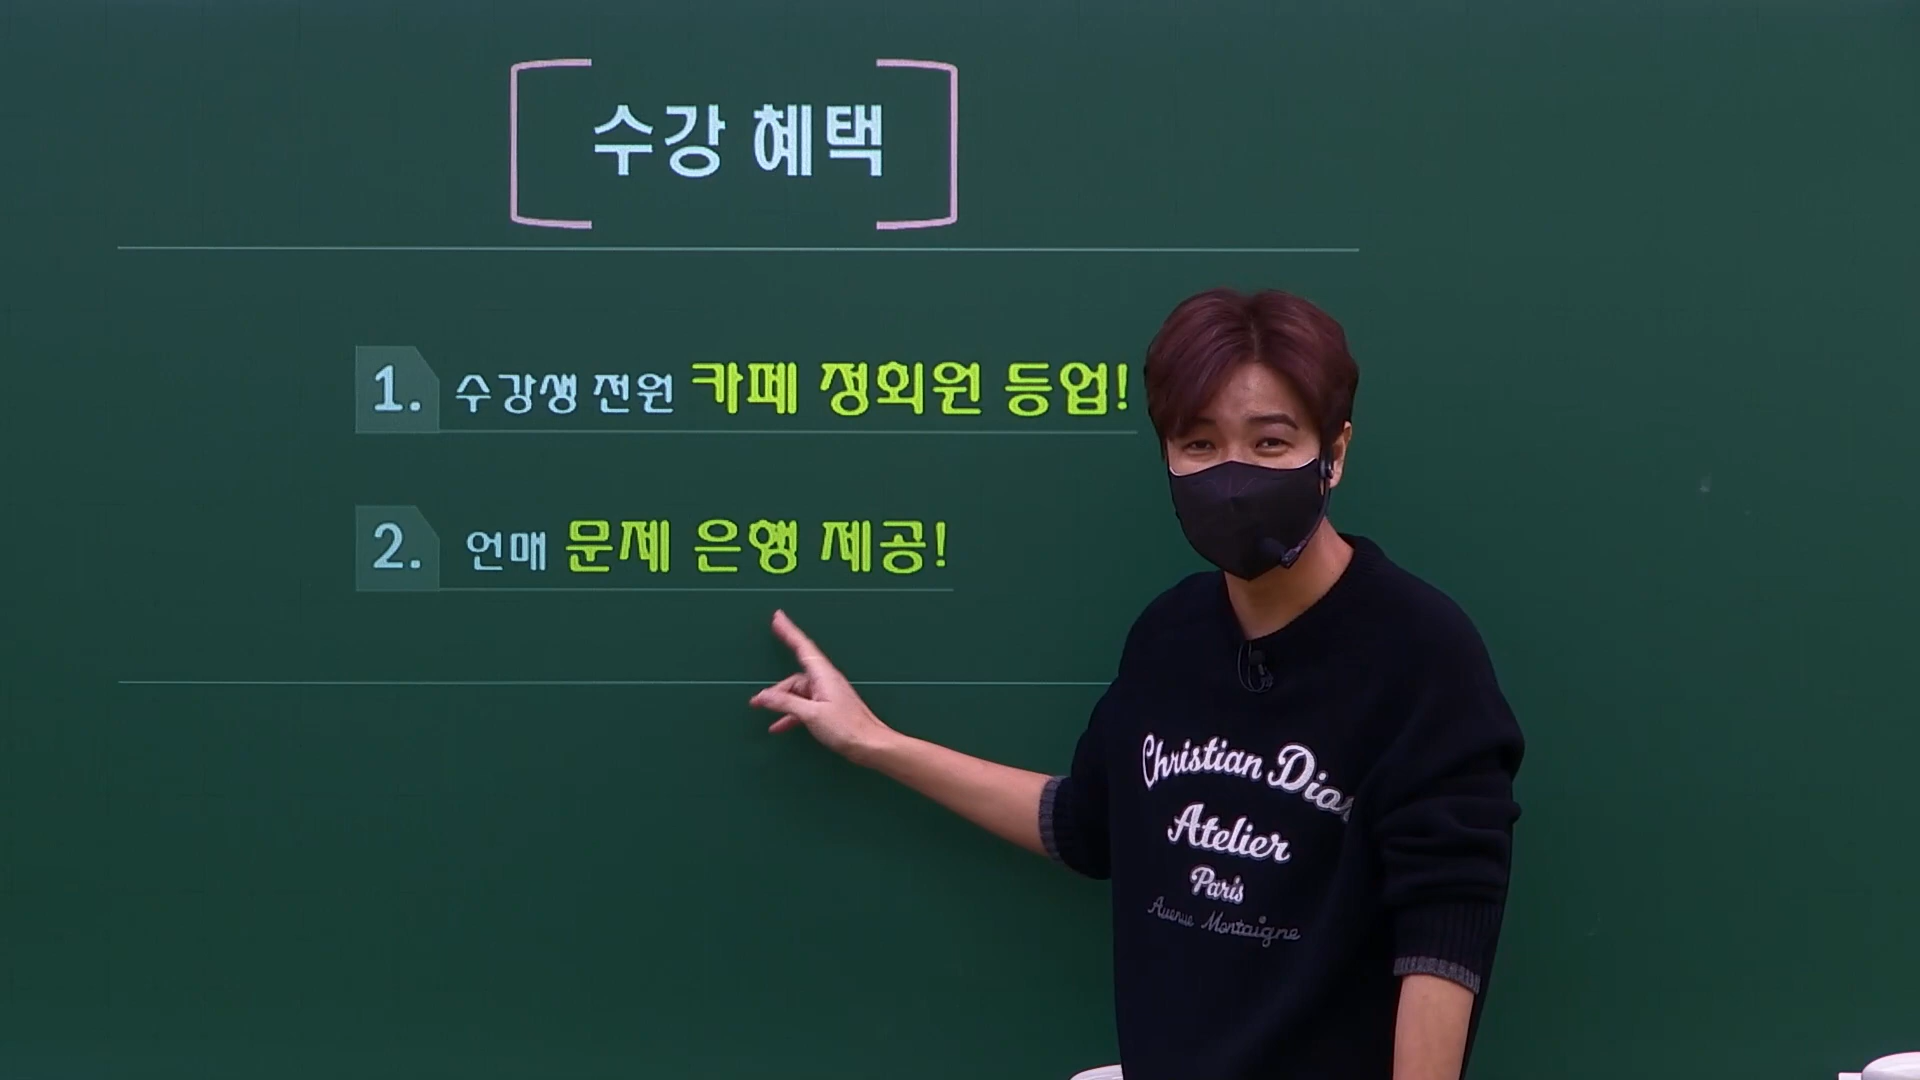 수강 혜택
1. 수강생 전원 카페 정회원 등업!
2. 언매 문제 은행 제공!
Christian Dior
Atelier
Paris
Avenue Montaigne